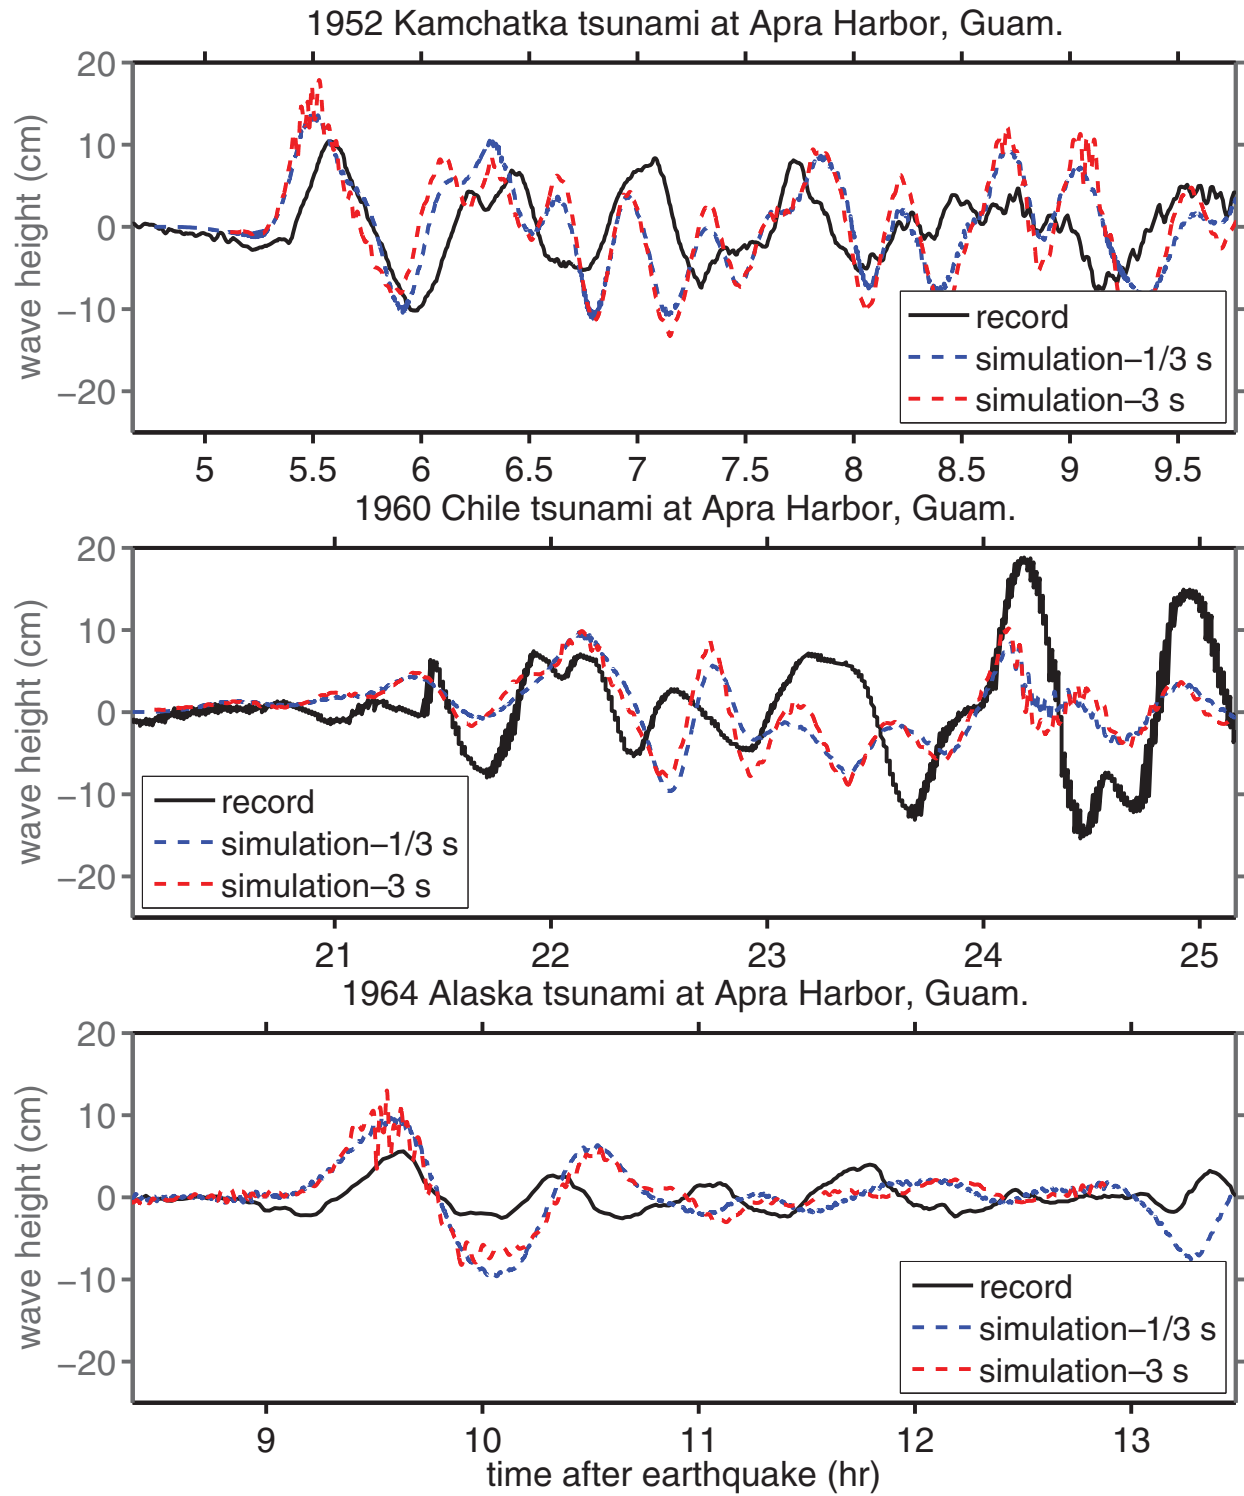 1952 Kamchatka tsunami at Apra Harbor, Guam.
wave height (cm)
20
10
0
−10
−20
record
simulation−1/3 s
simulation−3 s
5 5.5 6 6.5 7 7.5 8 8.5 9 9.5
1960 Chile tsunami at Apra Harbor, Guam.
wave height (cm)
20
10
0
−10
−20
record
simulation−1/3 s
simulation−3 s
21 22 23 24 25
1964 Alaska tsunami at Apra Harbor, Guam.
wave height (cm)
20
10
0
−10
−20
record
simulation−1/3 s
simulation−3 s
9 10 11 12 13
time after earthquake (hr)